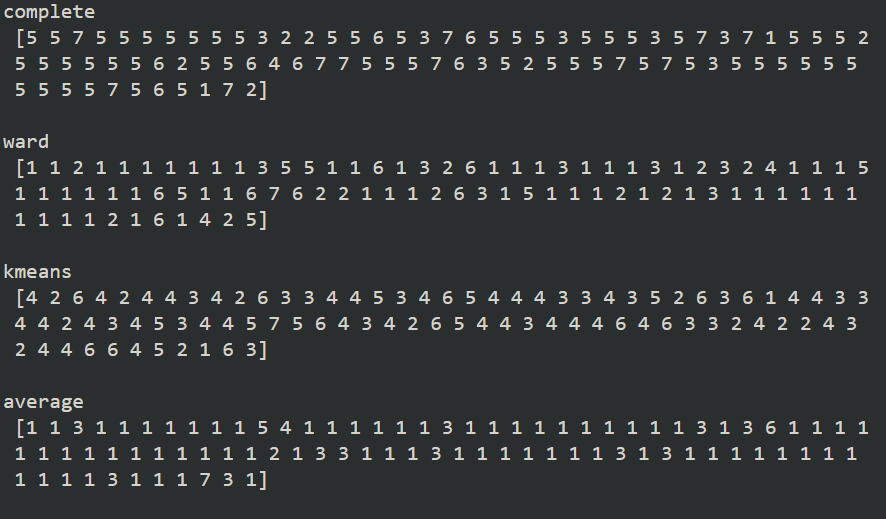 complete
[5 5 7 5 5 5 5 5 5 5 3 2 2 5 5 6 5 3 7 6 5 5 5 3 5 5 5 3 5 7 3 7 1 5 5 5 2
5 5 5 5 5 5 6 2 5 5 6 4 6 7 7 5 5 5 7 6 3 5 2 5 5 5 7 5 7 5 3 5 5 5 5 5 5
5 5 5 5 7 5 6 5 1 7 2]
ward
[1 1 2 1 1 1 1 1 1 1 3 5 5 1 1 6 1 3 2 6 1 1 1 3 1 1 1 3 1 2 3 2 4 1 1 1 5
1 1 1 1 1 1 6 5 1 1 6 7 6 2 2 1 1 1 2 6 3 1 5 1 1 1 2 1 2 1 3 1 1 1 1 1 1
1 1 1 1 2 1 6 1 4 2 5]
kmeans
[4 2 6 4 2 4 4 3 4 2 6 3 3 4 4 5 3 4 6 5 4 4 4 3 3 4 3 5 2 6 3 6 1 4 4 3 3
4 4 2 4 3 4 5 3 4 4 5 7 5 6 4 3 4 2 6 5 4 4 3 4 4 4 6 4 6 3 3 2 4 2 2 4 3
2 4 4 6 6 4 5 2 1 6 3]
average
[1 1 3 1 1 1 1 1 1 1 5 4 1 1 1 1 1 1 3 1 1 1 1 1 1 1 1 1 1 3 1 3 6 1 1 1 1
1 1 1 1 1 1 1 1 1 1 1 2 1 3 3 1 1 1 3 1 1 1 1 1 1 1 3 1 3 1 1 1 1 1 1 1 1
1 1 1 1 3 1 1 1 7 3 1]